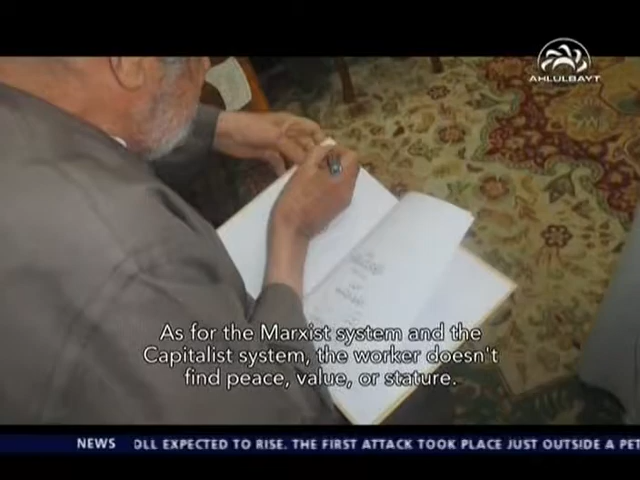 AHLULBAYT
As for the Marxist system and the
Capitalist system, the worker doesn't
find peace, value, or stature.
NEWS
OLL EXPECTED TO RISE. THE FIRST ATTACK TOOK PLACE JUST OUTSIDE A PET